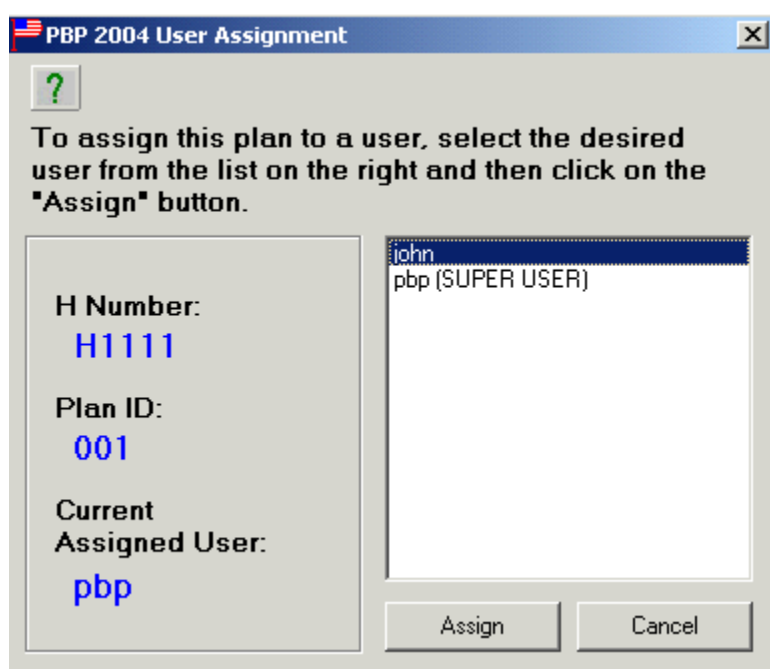 PBP 2004 User Assignment
?
To assign this plan to a user, select the desired
user from the list on the right and then click on the
"Assign" button.
H Number:
H1111
Plan ID:
001
Current
Assigned User:
pbp
john
pbp (SUPER USER)
Assign
Cancel